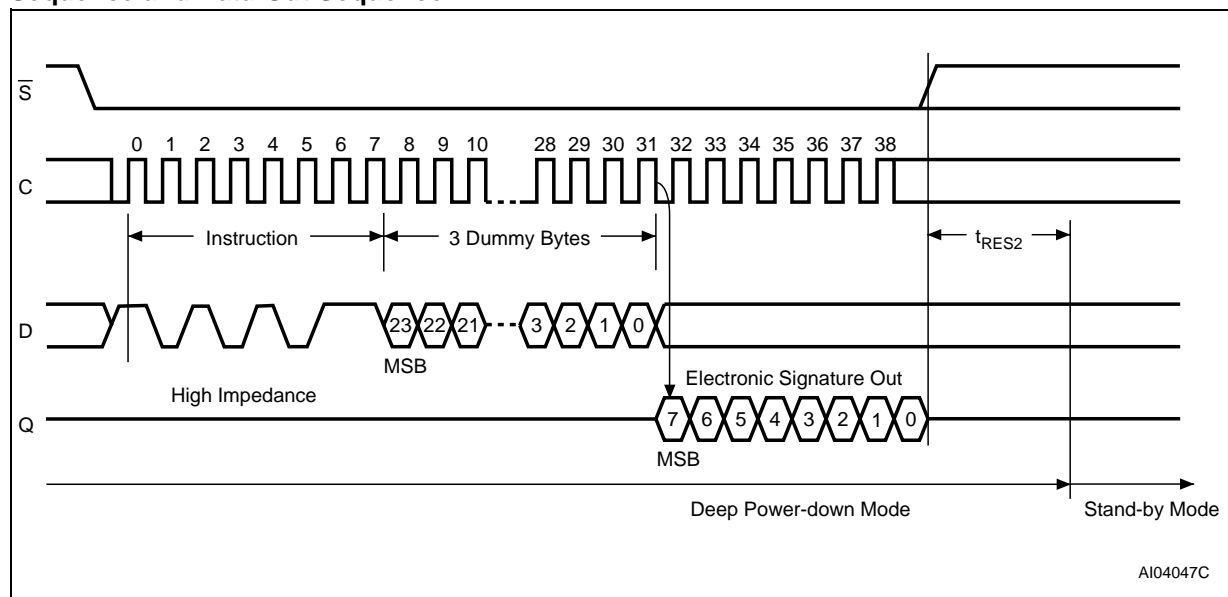 S
0 1 2 3 4 5 6 7 8 9 10 28 29 30 31 32 33 34 35 36 37 38
C
Instruction 3 Dummy Bytes tRES2
D
23 22 21 3 2 1 0
MSB
High Impedance Electronic Signature Out
Q
7 6 5 4 3 2 1 0
MSB
Deep Power-down Mode Stand-by Mode
AI04047C